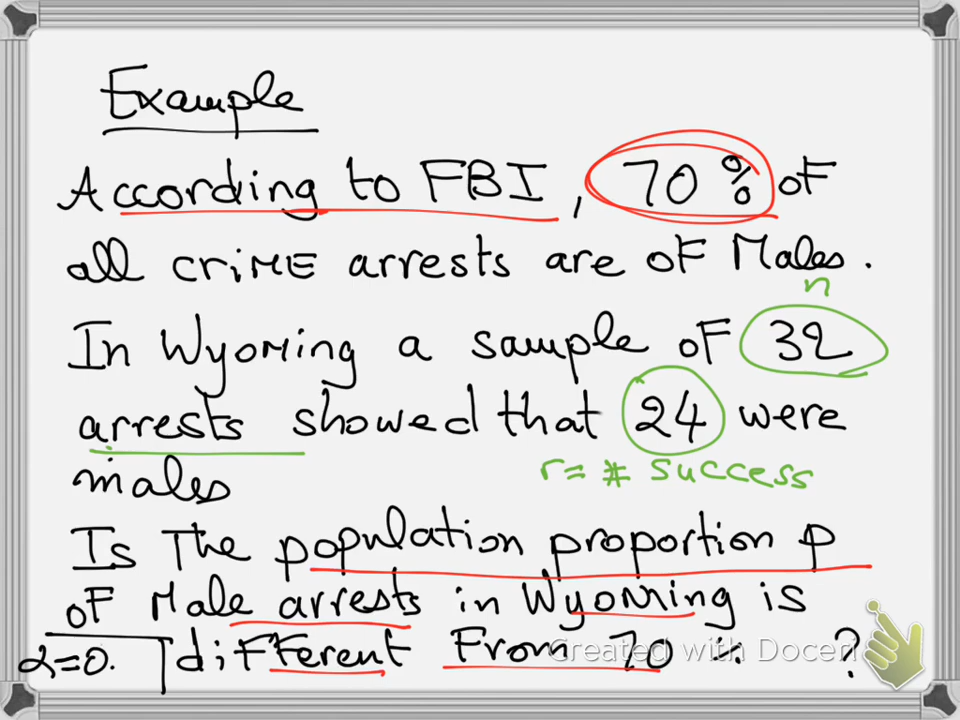 Example
According to FBI, 70% of
all criME arrests are of Males.
n
In Wyoming a sample of 32
arrests showed that 24 were
r = # success
males
Is The population proportion p
of Male arrests in Wyoming is
α=0. different From 70 % ?
Created with Doceri